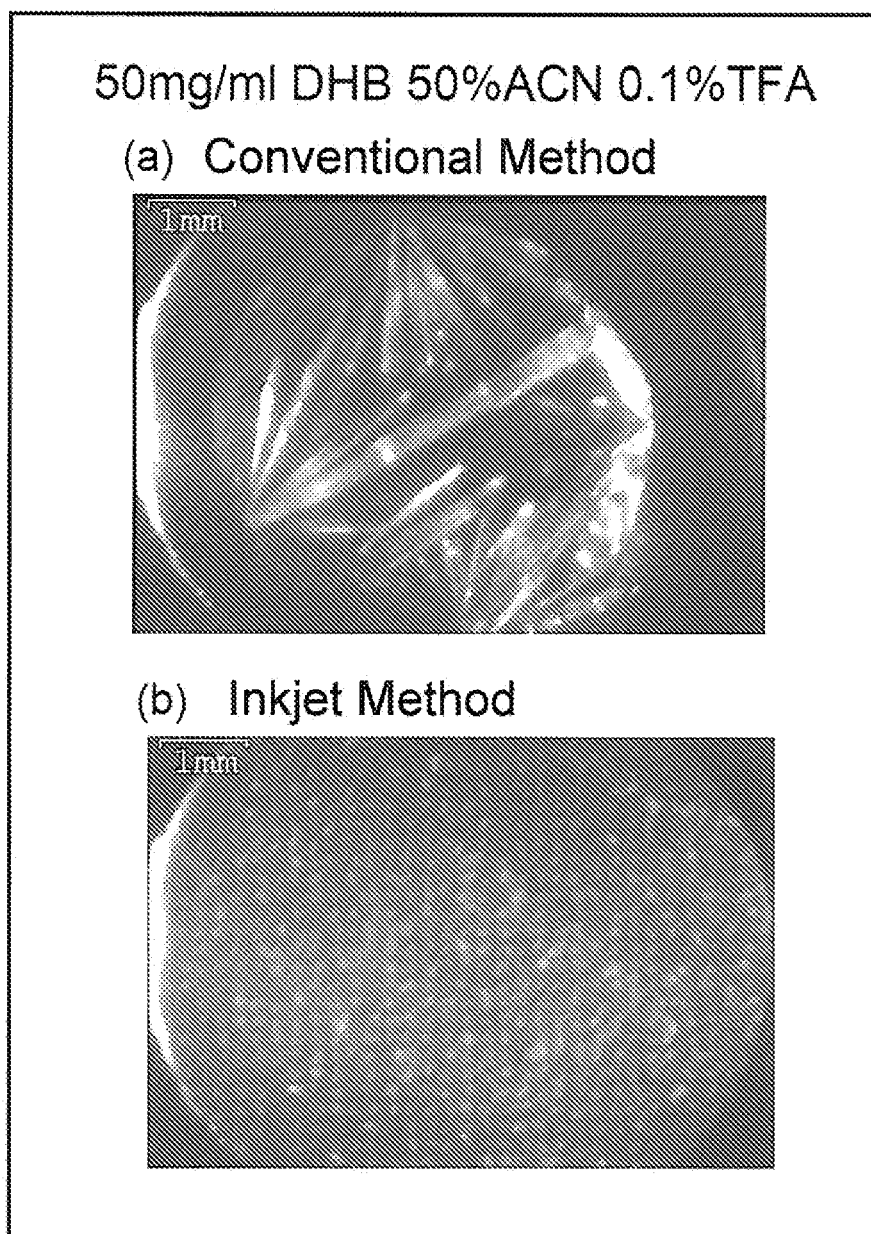 50mg/ml DHB 50%ACN 0.1%TFA
(a) Conventional Method
1mm
(b) Inkjet Method
1mm